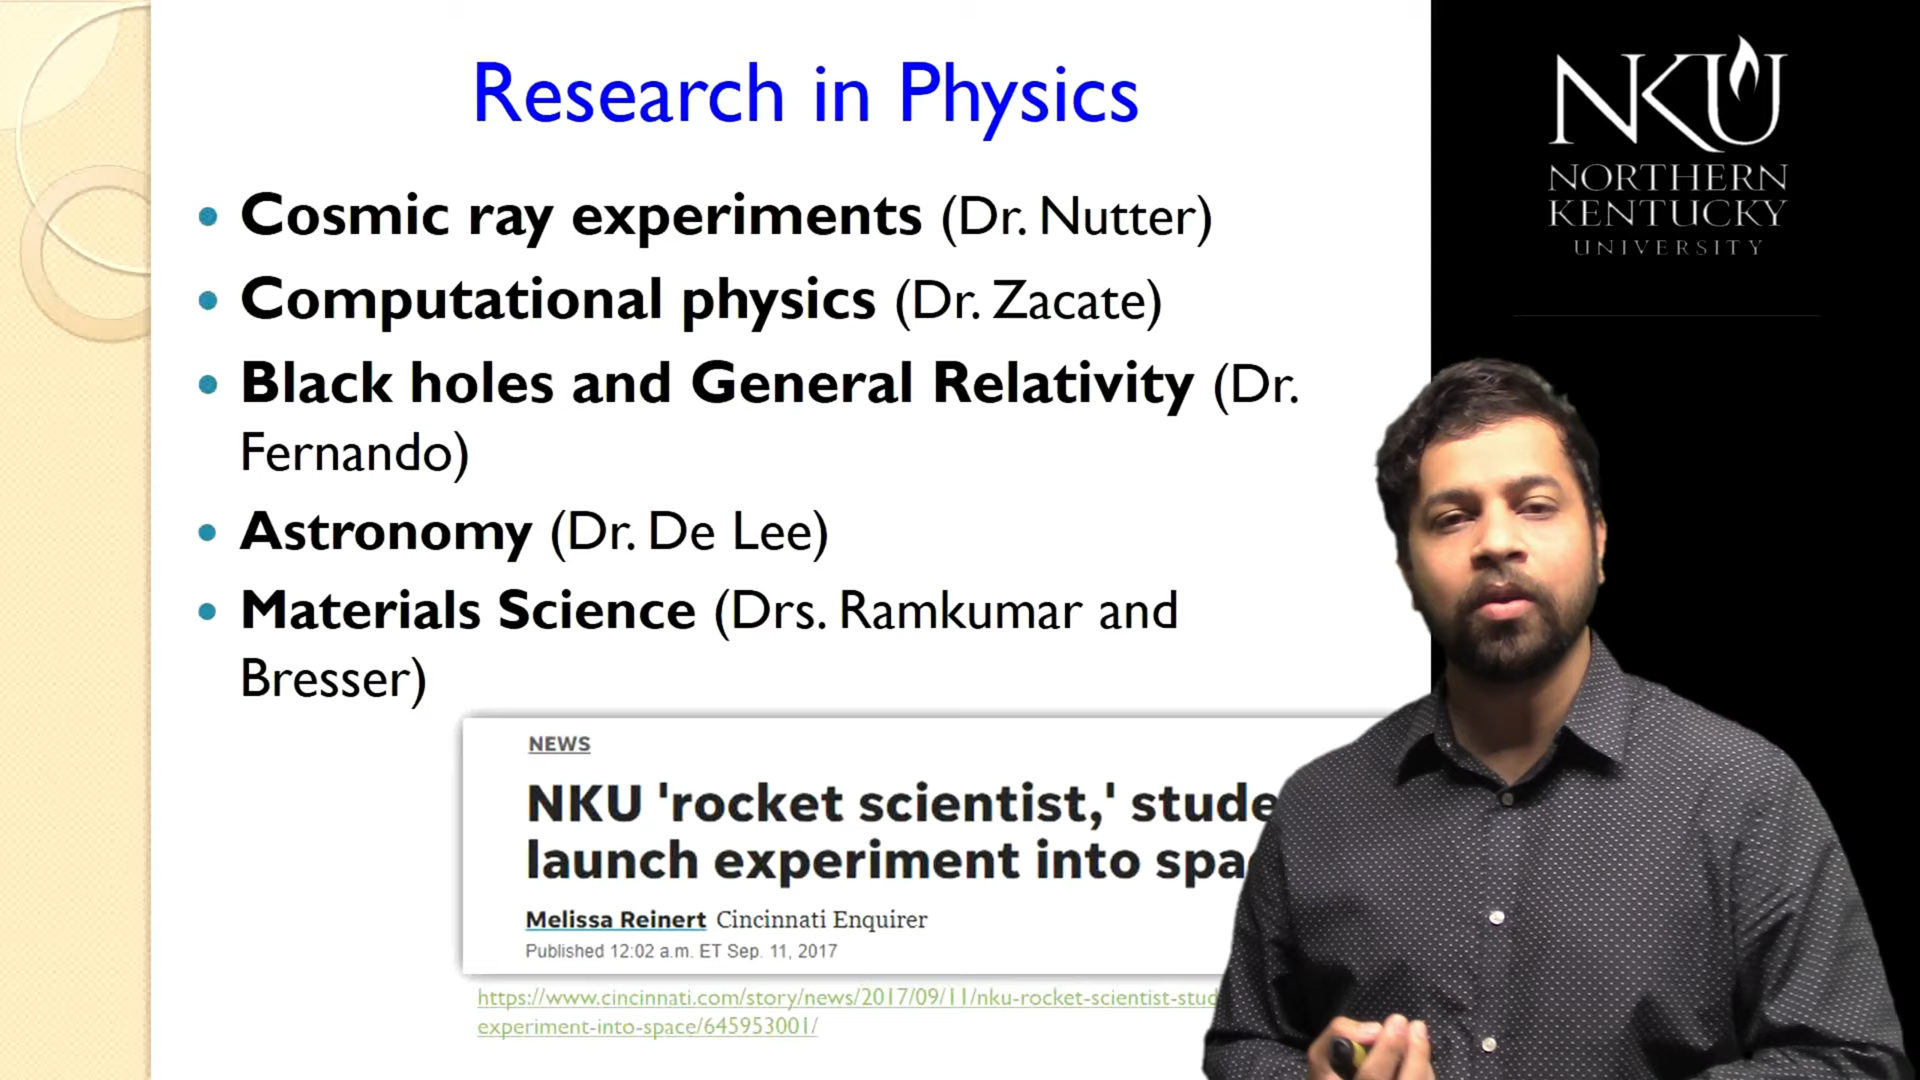 Research in Physics
NKU
NORTHERN
KENTUCKY
UNIVERSITY
• Cosmic ray experiments (Dr. Nutter)
• Computational physics (Dr. Zacate)
• Black holes and General Relativity (Dr.
Fernando)
• Astronomy (Dr. De Lee)
• Materials Science (Drs. Ramkumar and
Bresser)
NEWS
NKU 'rocket scientist,'
launch experiment into
Melissa Reinert Cincinnati Enquirer
Published 12:02 a.m. ET Sep. 11, 2017
https://www.cincinnati.com/story/news/2017/09/11/nku-rocket-scientist-stud
experiment-into-space/645953001/